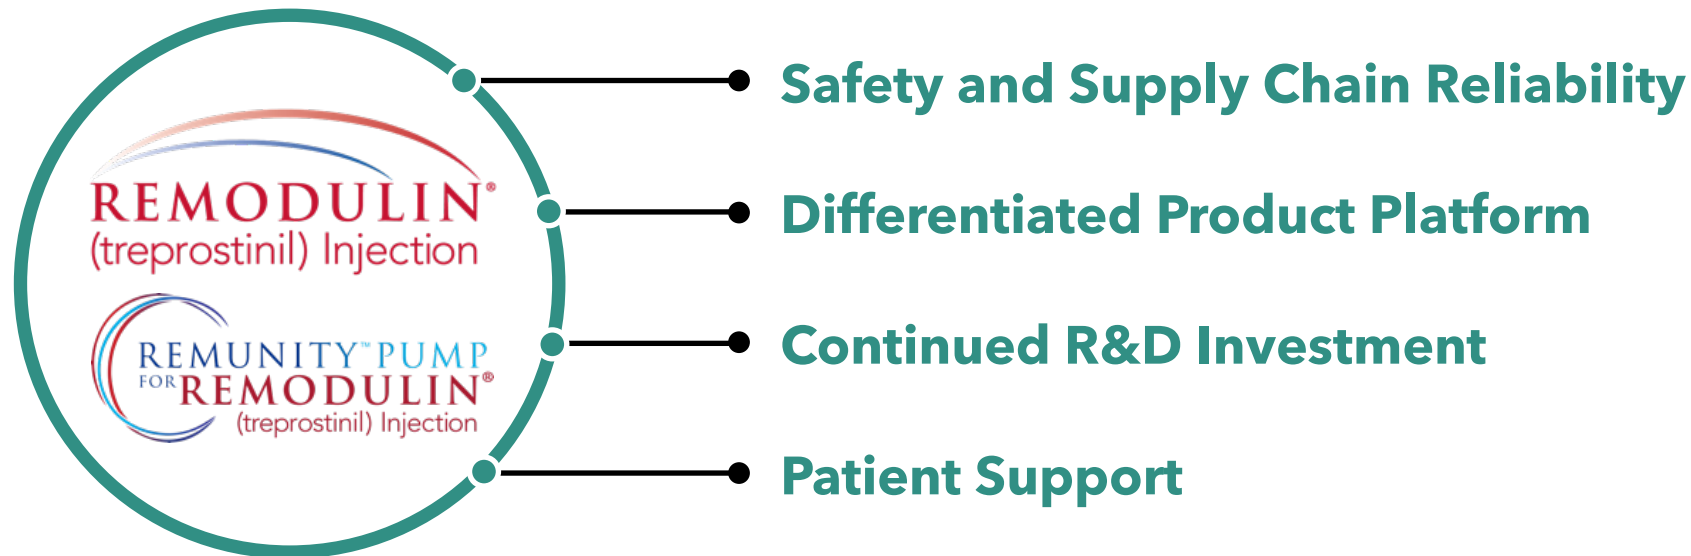 REMODULIN®
(treprostinil) Injection
REMUNITY™ PUMP
FOR REMODULIN®
(treprostinil) Injection
Safety and Supply Chain Reliability
Differentiated Product Platform
Continued R&D Investment
Patient Support